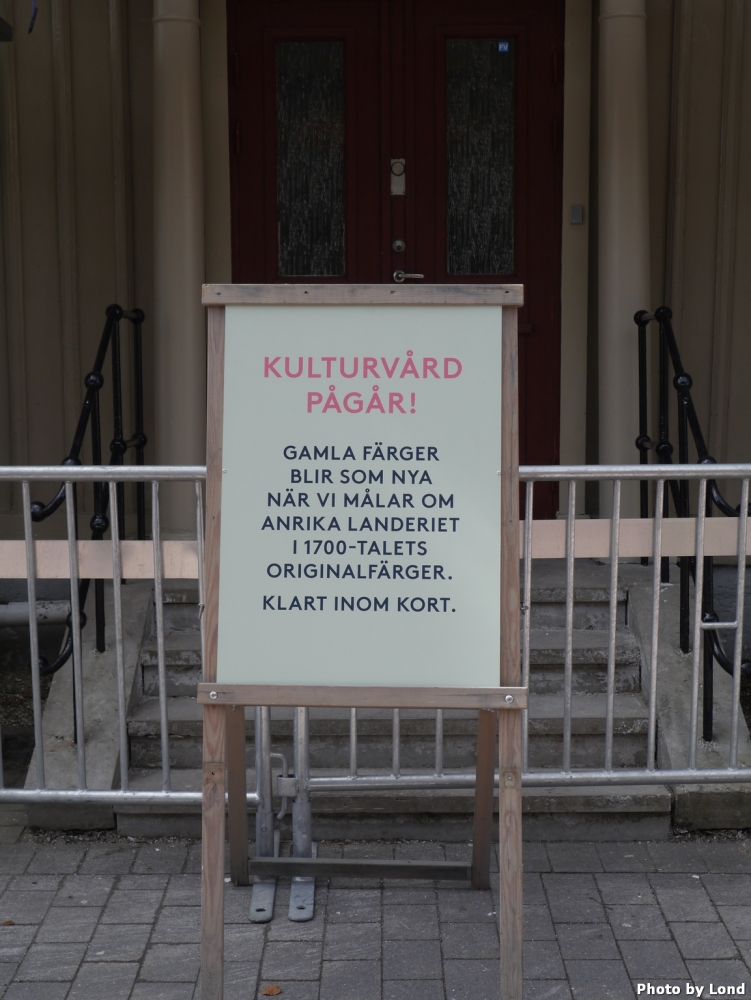 KULTURVÅRD
PÅGÅR!
GAMLA FÄRGER
BLIR SOM NYA
NÄR VI MÅLAR OM
ANRIKA LANDERIET
I 1700-TALETS
ORIGINALFÄRGER.
KLART INOM KORT.
Photo by Lond